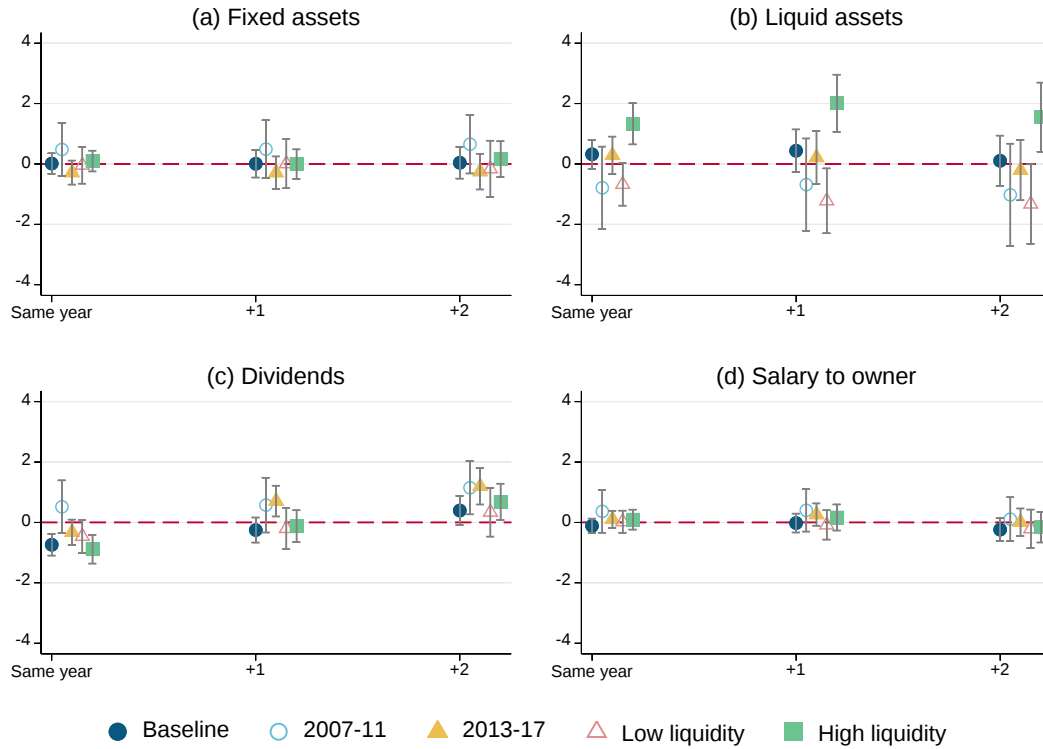 (a) Fixed assets
4
2
0
-2
-4
Same year +1 +2
(b) Liquid assets
4
2
0
-2
-4
Same year +1 +2
(c) Dividends
4
2
0
-2
-4
Same year +1 +2
(d) Salary to owner
4
2
0
-2
-4
Same year +1 +2
Baseline 2007-11 2013-17 Low liquidity High liquidity